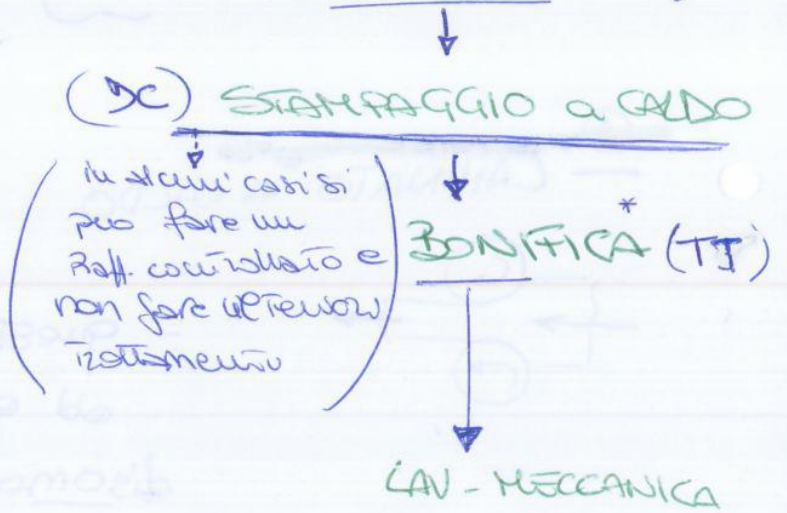 (DC) STAMPAGGIO a CALDO
in alcuni casi si
può fare un
Raff. controllato e
non fare ulteriori
trattamento
BONIFICA* (TT)
LAV - MECCANICA